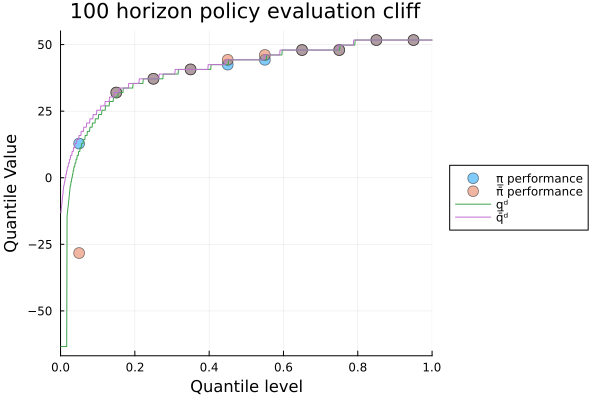 100 horizon policy evaluation cliff
Quantile Value
50
25
0
−25
−50
0.0
0.2
0.4
0.6
0.8
1.0
Quantile level
π performance
π̄ performance
qᵈ
q̄ᵈ